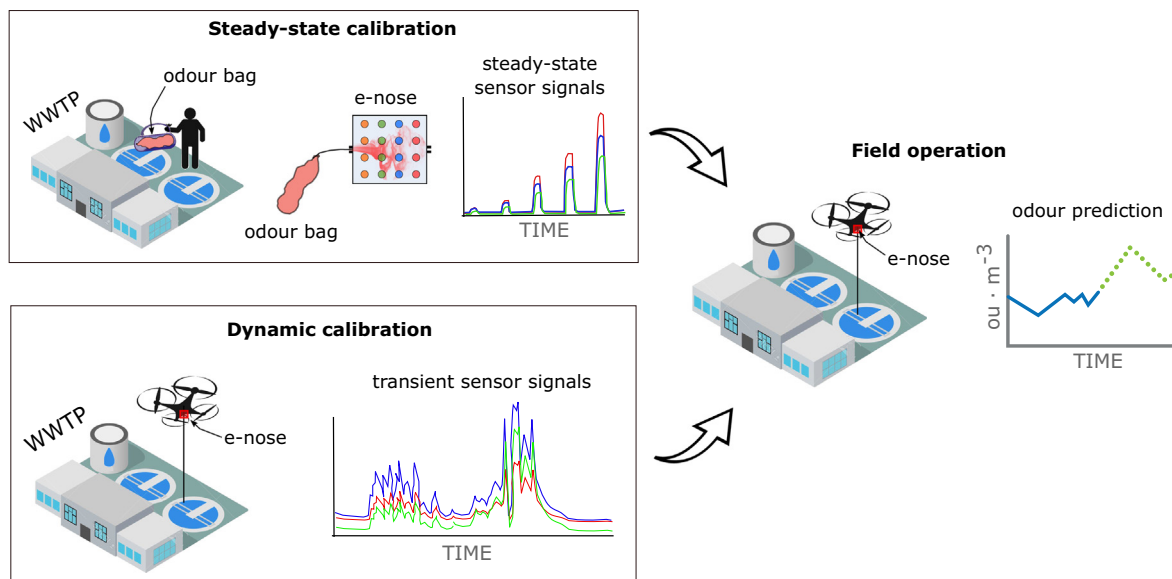 Steady-state calibration
odour bag
WWTP
e-nose
odour bag
steady-state
sensor signals
TIME
Dynamic calibration
WWTP
e-nose
transient sensor signals
TIME
Field operation
e-nose
odour prediction
ou · m⁻³
TIME